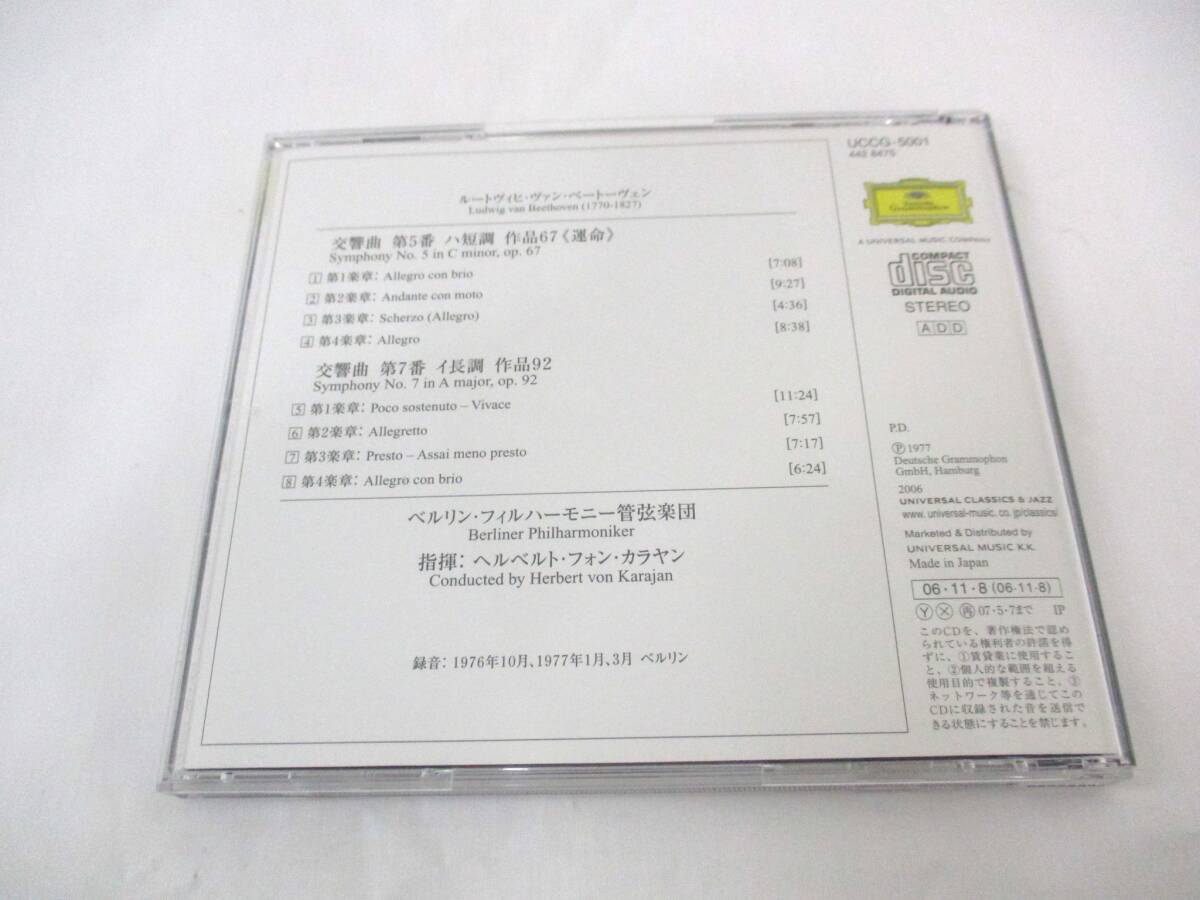 ルートヴィヒ・ヴァン・ベートーヴェン
Ludwig van Beethoven (1770-1827)
交響曲 第5番 ハ短調 作品67《運命》
Symphony No. 5 in C minor, op. 67
1 第1楽章: Allegro con brio [7:08]
2 第2楽章: Andante con moto [9:27]
3 第3楽章: Scherzo (Allegro) [4:36]
4 第4楽章: Allegro [8:38]
交響曲 第7番 イ長調 作品92
Symphony No. 7 in A major, op. 92
5 第1楽章: Poco sostenuto – Vivace [11:24]
6 第2楽章: Allegretto [7:57]
7 第3楽章: Presto – Assai meno presto [7:17]
8 第4楽章: Allegro con brio [6:24]
ベルリン・フィルハーモニー管弦楽団
Berliner Philharmoniker
指揮: ヘルベルト・フォン・カラヤン
Conducted by Herbert von Karajan
録音: 1976年10月、1977年1月、3月 ベルリン
UCCG-5001
442 8475
Deutsche
Grammophon
A UNIVERSAL MUSIC COMPANY
COMPACT
disc
DIGITAL AUDIO
STEREO
ADD
P.D.
Ⓟ 1977
Deutsche Grammophon
GmbH, Hamburg
2006
UNIVERSAL CLASSICS & JAZZ
www.universal-music.co.jp/classics/
Marketed & Distributed by
UNIVERSAL MUSIC K.K.
Made in Japan
06・11・8 (06・11・8)
Ⓨ Ⓧ 再 07・5・7まで IP
このCDを、著作権法で認め
られている権利者の許諾を得
ずに、①賃貸業に使用するこ
と、②個人的な範囲を超える
使用目的で複製すること、③
ネットワーク等を通じてこの
CDに収録された音を送信で
きる状態にすることを禁じます。